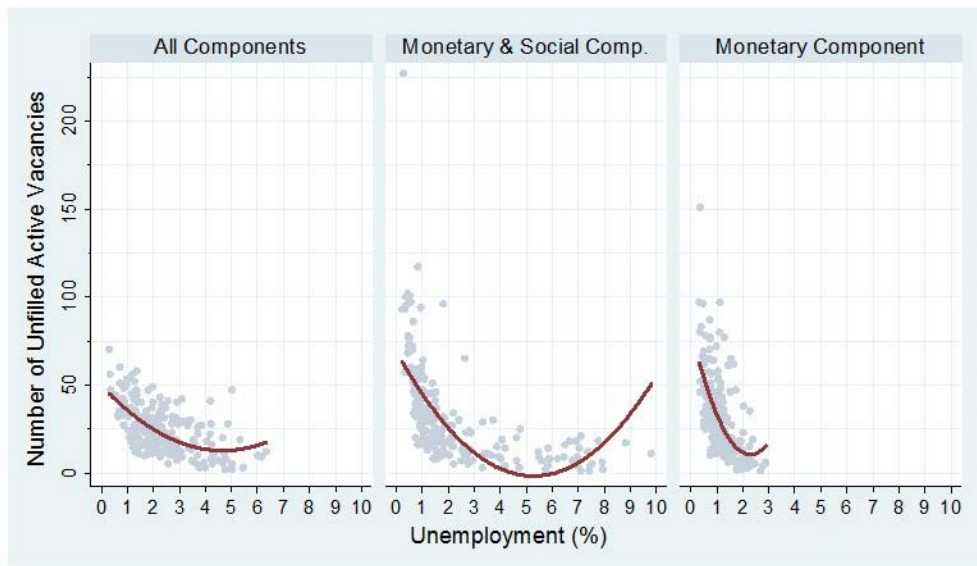 All Components
Monetary & Social Comp.
Monetary Component
Number of Unfilled Active Vacancies
200
150
100
50
0
0 1 2 3 4 5 6 7 8 9 10
0 1 2 3 4 5 6 7 8 9 10
0 1 2 3 4 5 6 7 8 9 10
Unemployment (%)